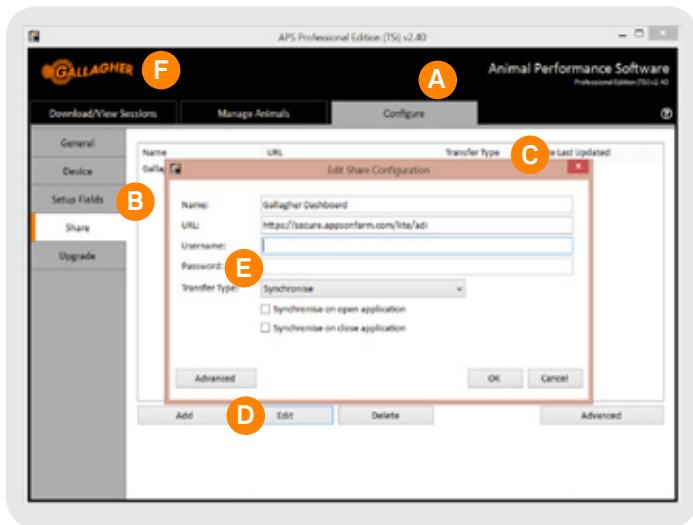 APS Professional Edition (TSi) v2.40
GALLAGHER
F
A
Animal Performance Software
Professional Edition (TSi) v2.40
Download/View Sessions
Manage Animals
Configure
General
Device
Setup Fields
B
Share
Upgrade
Name
URL
Transfer Type
C
Last Updated
Edit Share Configuration
Name:
Gallagher Dashboard
URL:
https://secure.appsonfarm.com/lite/adi
Username:
Password:
E
Transfer Type:
Synchronise
Synchronise on open application
Synchronise on close application
Advanced
OK
Cancel
Add
D
Edit
Delete
Advanced